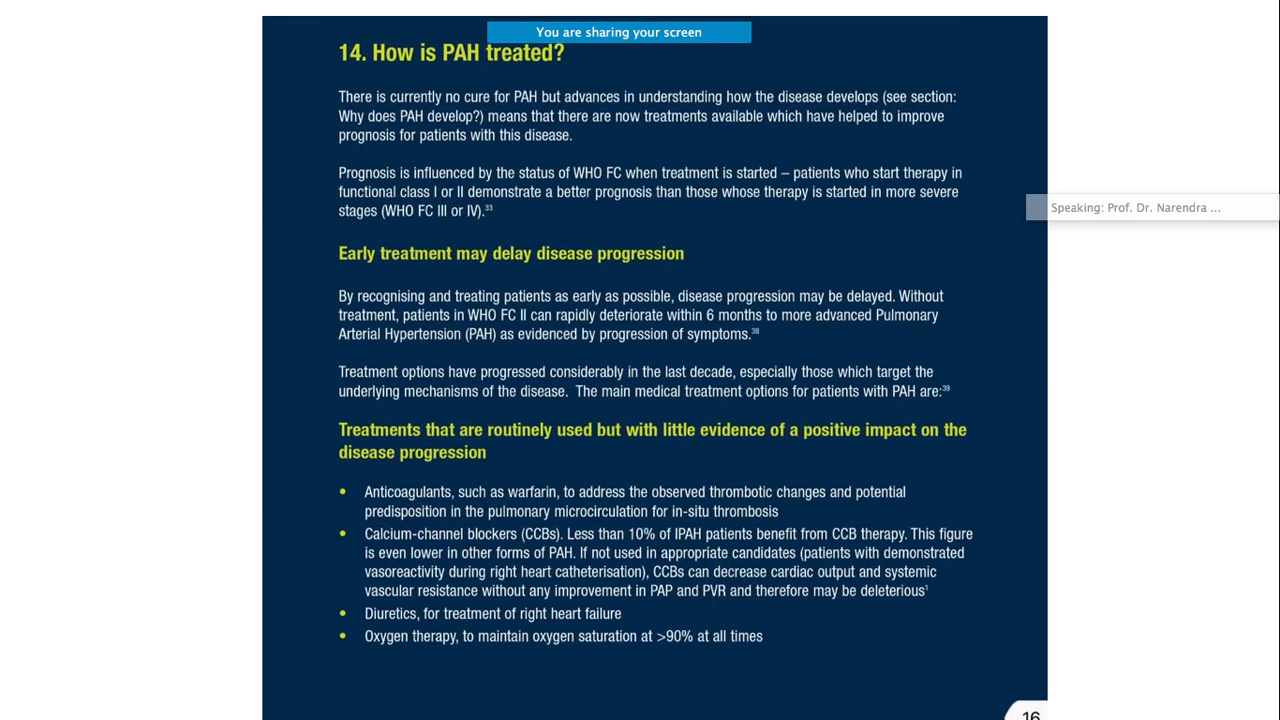 You are sharing your screen
14. How is PAH treated?
There is currently no cure for PAH but advances in understanding how the disease develops (see section:
Why does PAH develop?) means that there are now treatments available which have helped to improve
prognosis for patients with this disease.
Prognosis is influenced by the status of WHO FC when treatment is started – patients who start therapy in
functional class I or II demonstrate a better prognosis than those whose therapy is started in more severe
stages (WHO FC III or IV).33
Speaking: Prof. Dr. Narendra ...
Early treatment may delay disease progression
By recognising and treating patients as early as possible, disease progression may be delayed. Without
treatment, patients in WHO FC II can rapidly deteriorate within 6 months to more advanced Pulmonary
Arterial Hypertension (PAH) as evidenced by progression of symptoms.38
Treatment options have progressed considerably in the last decade, especially those which target the
underlying mechanisms of the disease. The main medical treatment options for patients with PAH are:39
Treatments that are routinely used but with little evidence of a positive impact on the
disease progression
• Anticoagulants, such as warfarin, to address the observed thrombotic changes and potential
predisposition in the pulmonary microcirculation for in-situ thrombosis
• Calcium-channel blockers (CCBs). Less than 10% of IPAH patients benefit from CCB therapy. This figure
is even lower in other forms of PAH. If not used in appropriate candidates (patients with demonstrated
vasoreactivity during right heart catheterisation), CCBs can decrease cardiac output and systemic
vascular resistance without any improvement in PAP and PVR and therefore may be deleterious1
• Diuretics, for treatment of right heart failure
• Oxygen therapy, to maintain oxygen saturation at >90% at all times
16